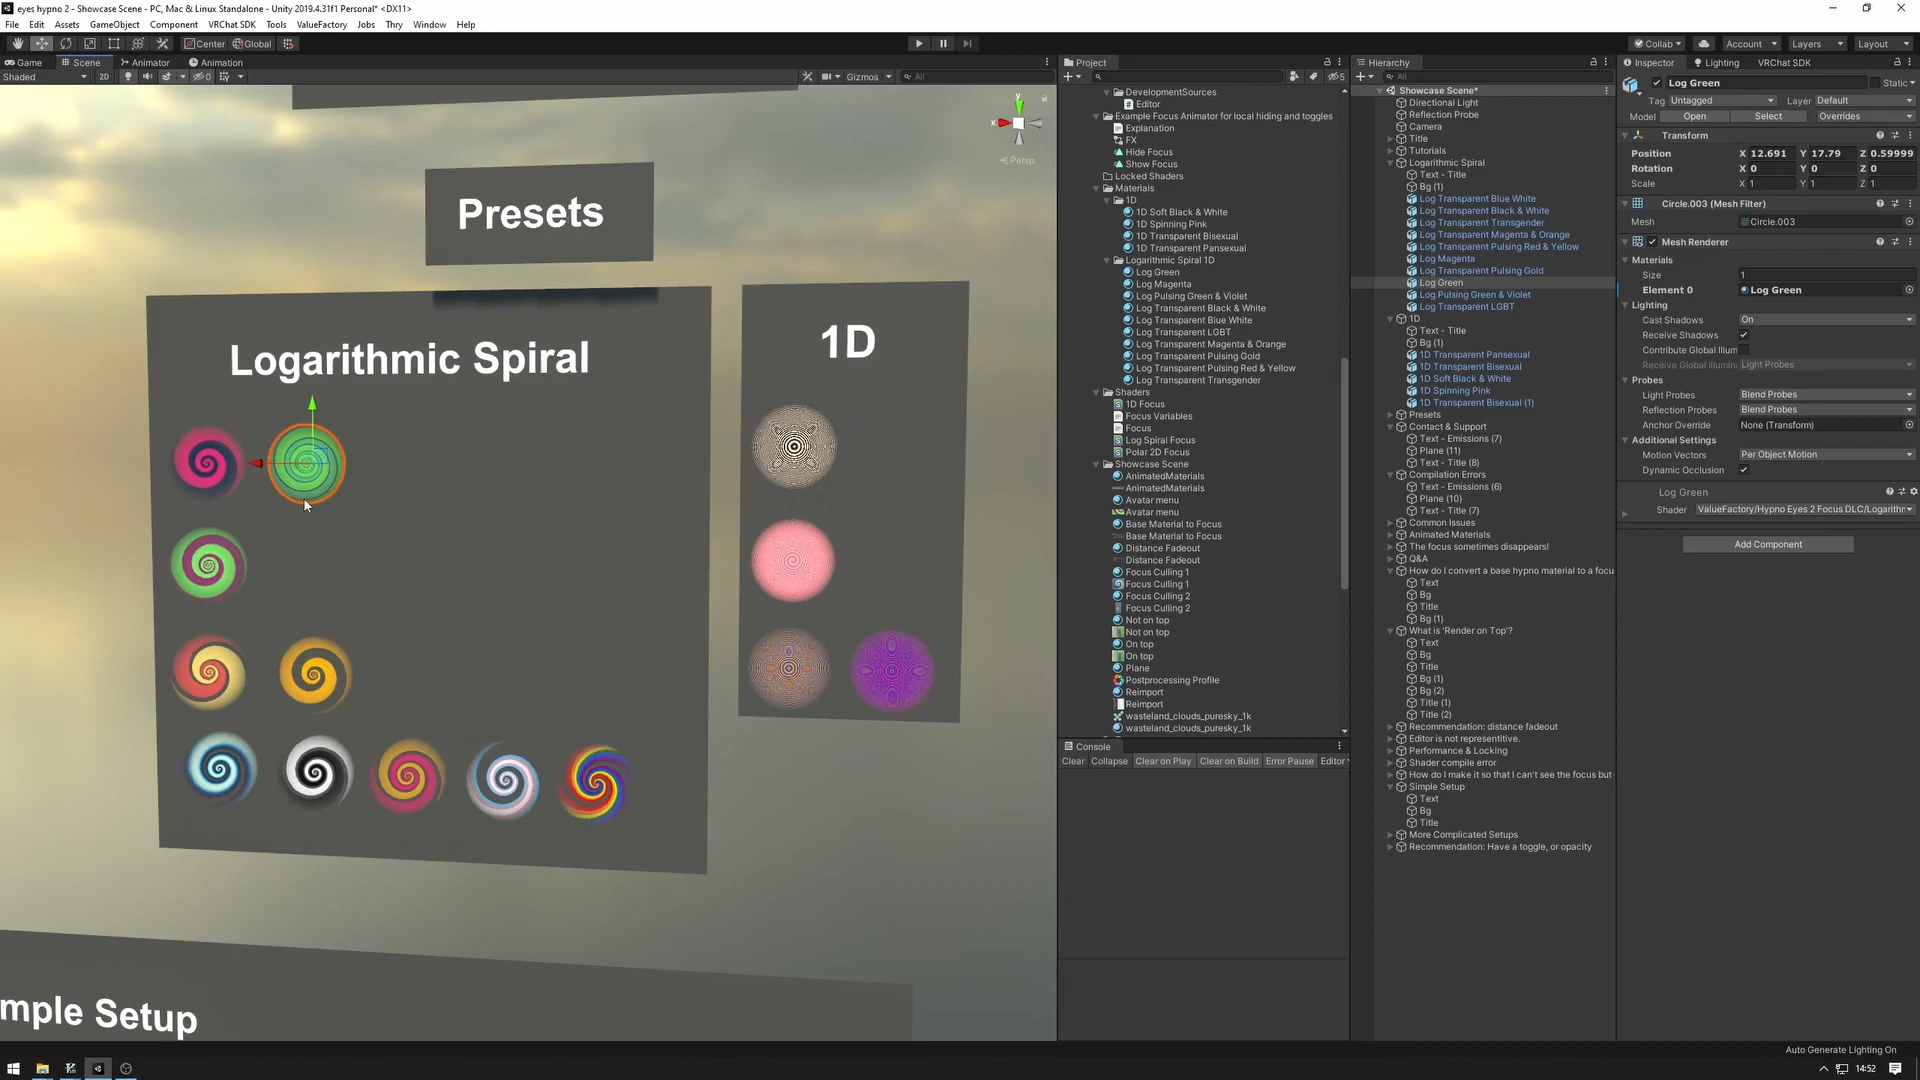 eyes hypno 2 - Showcase Scene - PC, Mac & Linux Standalone - Unity 2019.4.31f1 Personal* <DX11>
File Edit Assets GameObject Component VRChat SDK Tools ValueFactory Jobs Thry Window Help
Center Global
Collab Account Layers Layout
Game Scene Animator Animation
Shaded 2D 0 Gizmos All
y
x
Persp
Presets
Logarithmic Spiral
1D
mple Setup
Project
5
DevelopmentSources
Editor
Example Focus Animator for local hiding and toggles
Explanation
FX
Hide Focus
Show Focus
Locked Shaders
Materials
1D
1D Soft Black & White
1D Spinning Pink
1D Transparent Bisexual
1D Transparent Pansexual
Logarithmic Spiral 1D
Log Green
Log Magenta
Log Pulsing Green & Violet
Log Transparent Black & White
Log Transparent Blue White
Log Transparent LGBT
Log Transparent Magenta & Orange
Log Transparent Pulsing Gold
Log Transparent Pulsing Red & Yellow
Log Transparent Transgender
Shaders
1D Focus
Focus Variables
Focus
Log Spiral Focus
Polar 2D Focus
Showcase Scene
AnimatedMaterials
AnimatedMaterials
Avatar menu
Avatar menu
Base Material to Focus
Base Material to Focus
Distance Fadeout
Distance Fadeout
Focus Culling 1
Focus Culling 1
Focus Culling 2
Focus Culling 2
Not on top
Not on top
On top
On top
Plane
Postprocessing Profile
Reimport
Reimport
wasteland_clouds_puresky_1k
wasteland_clouds_puresky_1k
Console
Clear Collapse Clear on Play Clear on Build Error Pause Editor
Hierarchy
All
Showcase Scene*
Directional Light
Reflection Probe
Camera
Title
Tutorials
Logarithmic Spiral
Text - Title
Bg (1)
Log Transparent Blue White
Log Transparent Black & White
Log Transparent Transgender
Log Transparent Magenta & Orange
Log Transparent Pulsing Red & Yellow
Log Magenta
Log Transparent Pulsing Gold
Log Green
Log Pulsing Green & Violet
Log Transparent LGBT
1D
Text - Title
Bg (1)
1D Transparent Pansexual
1D Transparent Bisexual
1D Soft Black & White
1D Spinning Pink
1D Transparent Bisexual (1)
Presets
Contact & Support
Text - Emissions (7)
Plane (11)
Text - Title (8)
Compilation Errors
Text - Emissions (6)
Plane (10)
Text - Title (7)
Common Issues
Animated Materials
The focus sometimes disappears!
Q&A
How do I convert a base hypno material to a focu
Text
Bg
Title
Bg (1)
What is 'Render on Top'?
Text
Bg
Title
Bg (1)
Bg (2)
Title (1)
Title (2)
Recommendation: distance fadeout
Editor is not representitive.
Performance & Locking
Shader compile error
How do I make it so that I can't see the focus but
Simple Setup
Text
Bg
Title
More Complicated Setups
Recommendation: Have a toggle, or opacity
Inspector Lighting VRChat SDK
Log Green Static
Tag Untagged Layer Default
Model Open Select Overrides
Transform
Position X 12.691 Y 17.79 Z 0.59999
Rotation X 0 Y 0 Z 0
Scale X 1 Y 1 Z 1
Circle.003 (Mesh Filter)
Mesh Circle.003
Mesh Renderer
Materials
Size 1
Element 0 Log Green
Lighting
Cast Shadows On
Receive Shadows
Contribute Global Illum
Receive Global Illumin Light Probes
Probes
Light Probes Blend Probes
Reflection Probes Blend Probes
Anchor Override None (Transform)
Additional Settings
Motion Vectors Per Object Motion
Dynamic Occlusion
Log Green
Shader ValueFactory/Hypno Eyes 2 Focus DLC/Logarithm
Add Component
Auto Generate Lighting On
14:52